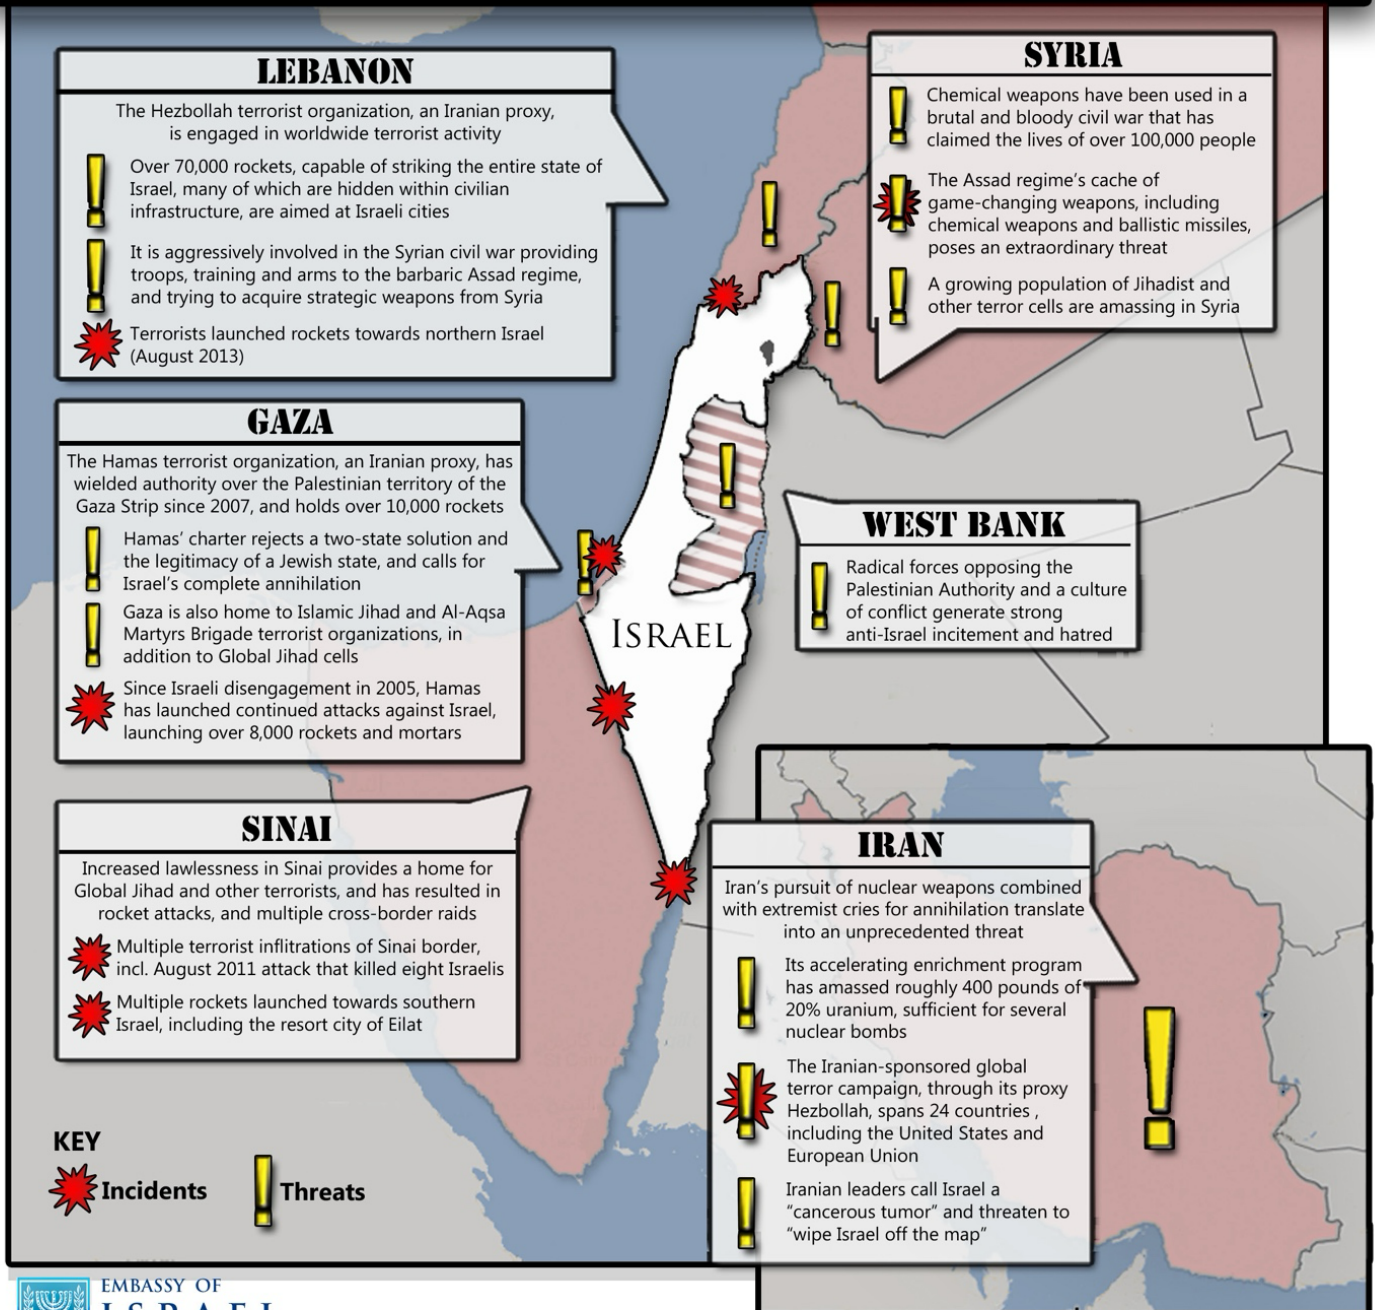 LEBANON
The Hezbollah terrorist organization, an Iranian proxy,
is engaged in worldwide terrorist activity
Over 70,000 rockets, capable of striking the entire state of
Israel, many of which are hidden within civilian
infrastructure, are aimed at Israeli cities
It is aggressively involved in the Syrian civil war providing
troops, training and arms to the barbaric Assad regime,
and trying to acquire strategic weapons from Syria
Terrorists launched rockets towards northern Israel
(August 2013)
SYRIA
Chemical weapons have been used in a
brutal and bloody civil war that has
claimed the lives of over 100,000 people
The Assad regime's cache of
game-changing weapons, including
chemical weapons and ballistic missiles,
poses an extraordinary threat
A growing population of Jihadist and
other terror cells are amassing in Syria
GAZA
The Hamas terrorist organization, an Iranian proxy, has
wielded authority over the Palestinian territory of the
Gaza Strip since 2007, and holds over 10,000 rockets
Hamas' charter rejects a two-state solution and
the legitimacy of a Jewish state, and calls for
Israel's complete annihilation
Gaza is also home to Islamic Jihad and Al-Aqsa
Martyrs Brigade terrorist organizations, in
addition to Global Jihad cells
Since Israeli disengagement in 2005, Hamas
has launched continued attacks against Israel,
launching over 8,000 rockets and mortars
WEST BANK
Radical forces opposing the
Palestinian Authority and a culture
of conflict generate strong
anti-Israel incitement and hatred
ISRAEL
SINAI
Increased lawlessness in Sinai provides a home for
Global Jihad and other terrorists, and has resulted in
rocket attacks, and multiple cross-border raids
Multiple terrorist inflitrations of Sinai border,
incl. August 2011 attack that killed eight Israelis
Multiple rockets launched towards southern
Israel, including the resort city of Eilat
IRAN
Iran's pursuit of nuclear weapons combined
with extremist cries for annihilation translate
into an unprecedented threat
Its accelerating enrichment program
has amassed roughly 400 pounds of
20% uranium, sufficient for several
nuclear bombs
The Iranian-sponsored global
terror campaign, through its proxy
Hezbollah, spans 24 countries ,
including the United States and
European Union
Iranian leaders call Israel a
"cancerous tumor" and threaten to
"wipe Israel off the map"
KEY
Incidents
Threats
EMBASSY OF
ISRAEL